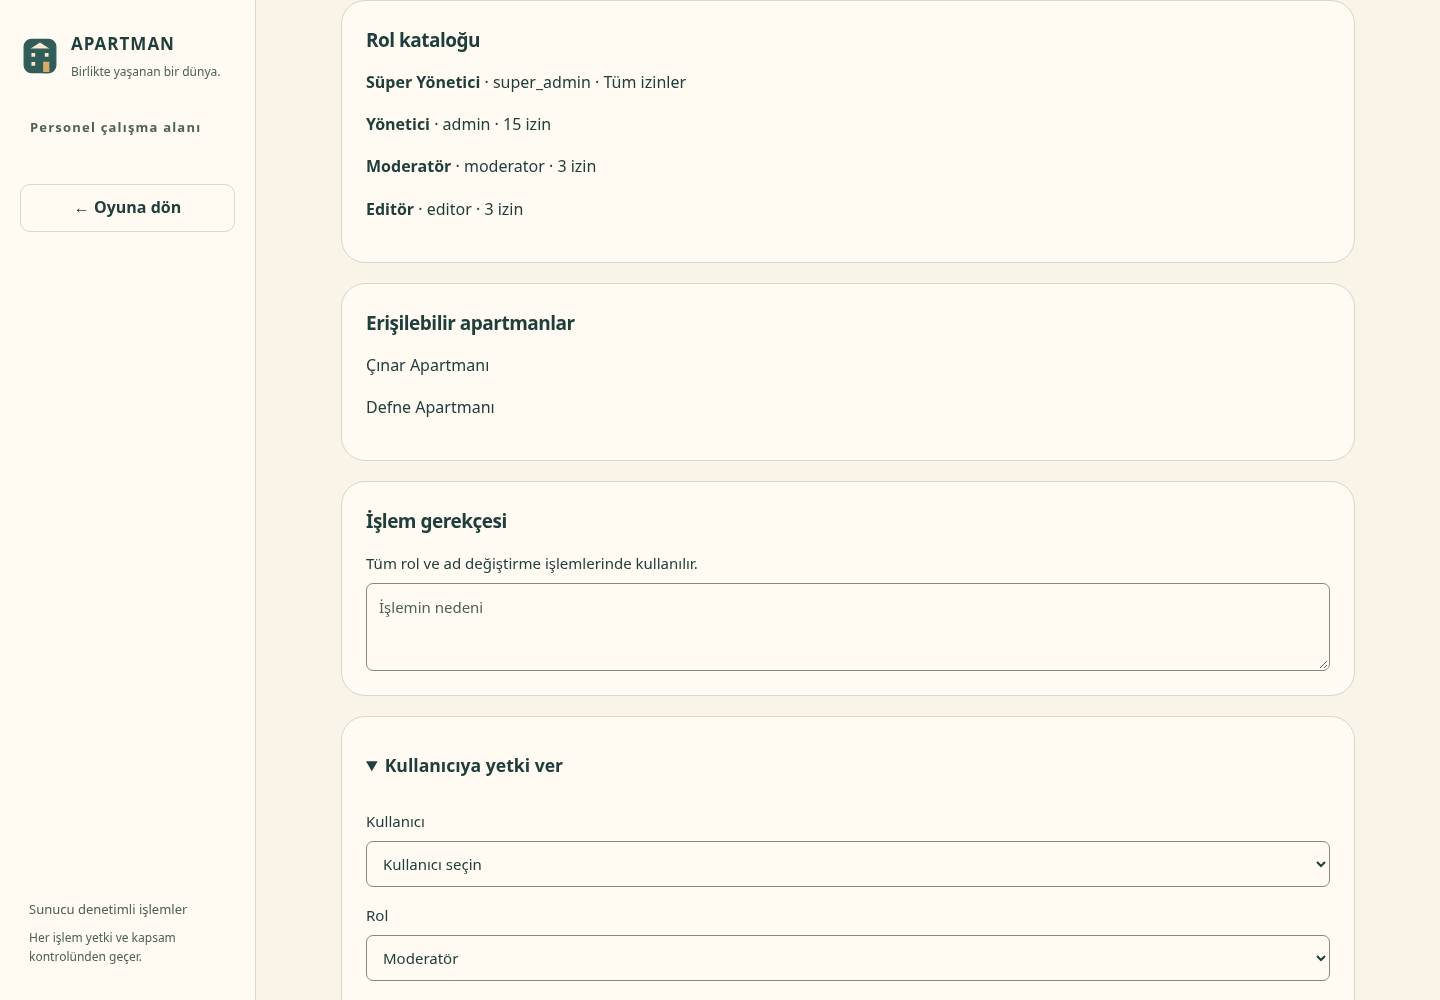 APARTMAN
Birlikte yaşanan bir dünya.
Personel çalışma alanı
← Oyuna dön
Sunucu denetimli işlemler
Her işlem yetki ve kapsam
kontrolünden geçer.
Rol kataloğu
Süper Yönetici · super_admin · Tüm izinler
Yönetici · admin · 15 izin
Moderatör · moderator · 3 izin
Editör · editor · 3 izin
Erişilebilir apartmanlar
Çınar Apartmanı
Defne Apartmanı
İşlem gerekçesi
Tüm rol ve ad değiştirme işlemlerinde kullanılır.
İşlemin nedeni
▼ Kullanıcıya yetki ver
Kullanıcı
Kullanıcı seçin
Rol
Moderatör